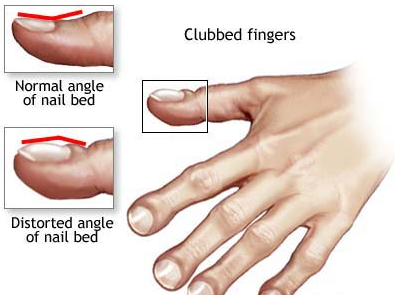 Clubbed fingers
Normal angle
of nail bed
Distorted angle
of nail bed